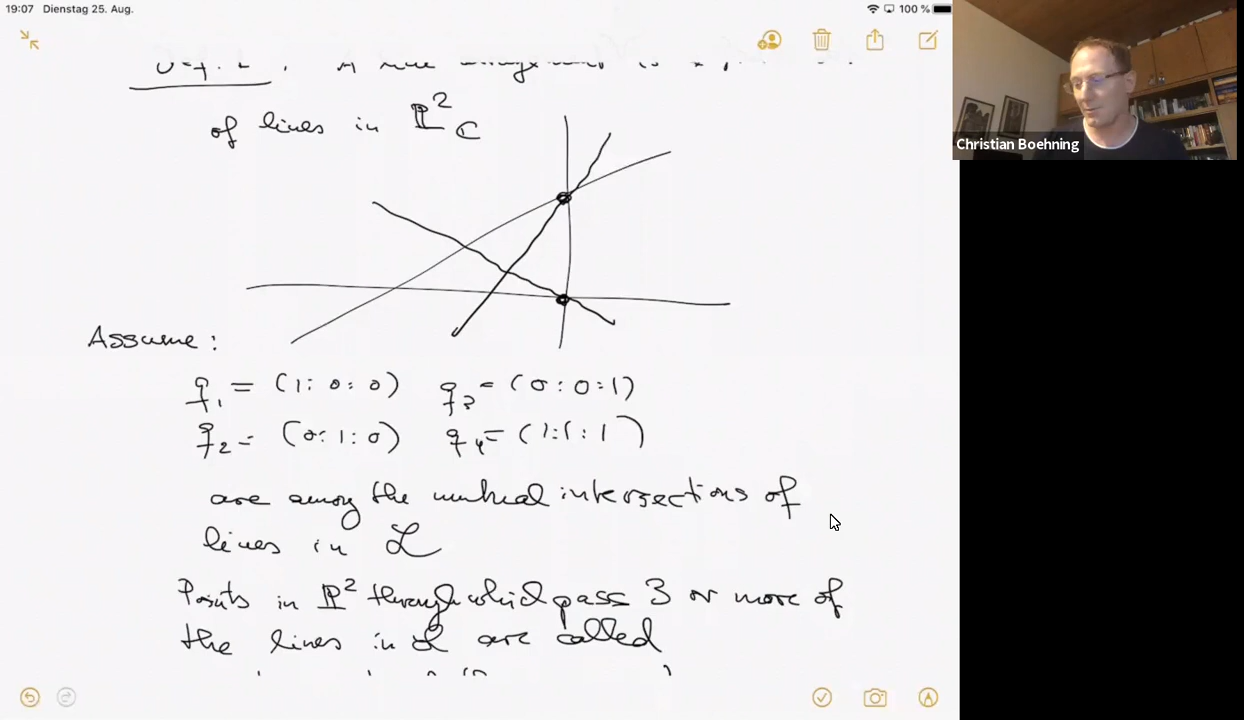 19:07 Dienstag 25. Aug.
100 %
Christian Boehning
of lines in ℙ²_ℂ
Assume:
q₁ = (1:0:0) q₃ = (0:0:1)
q₂ = (0:1:0) q₄ = (1:1:1)
are among the mutual intersections of
lines in ℒ
Points in ℙ² through which pass 3 or more of
the lines in ℒ are called